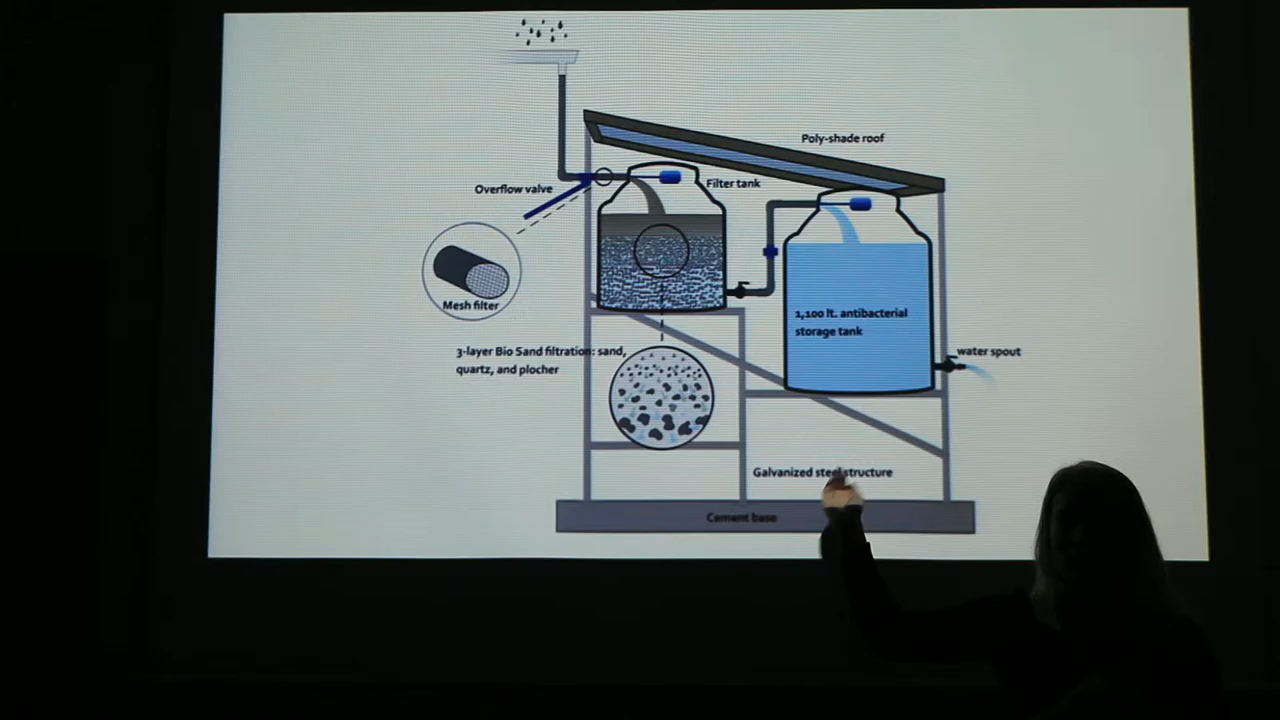 Poly-shade roof
Overflow valve
Filter tank
Mesh filter
1,100 lt. antibacterial
storage tank
3-layer Bio Sand filtration: sand,
quartz, and plocher
water spout
Galvanized steel structure
Cement base